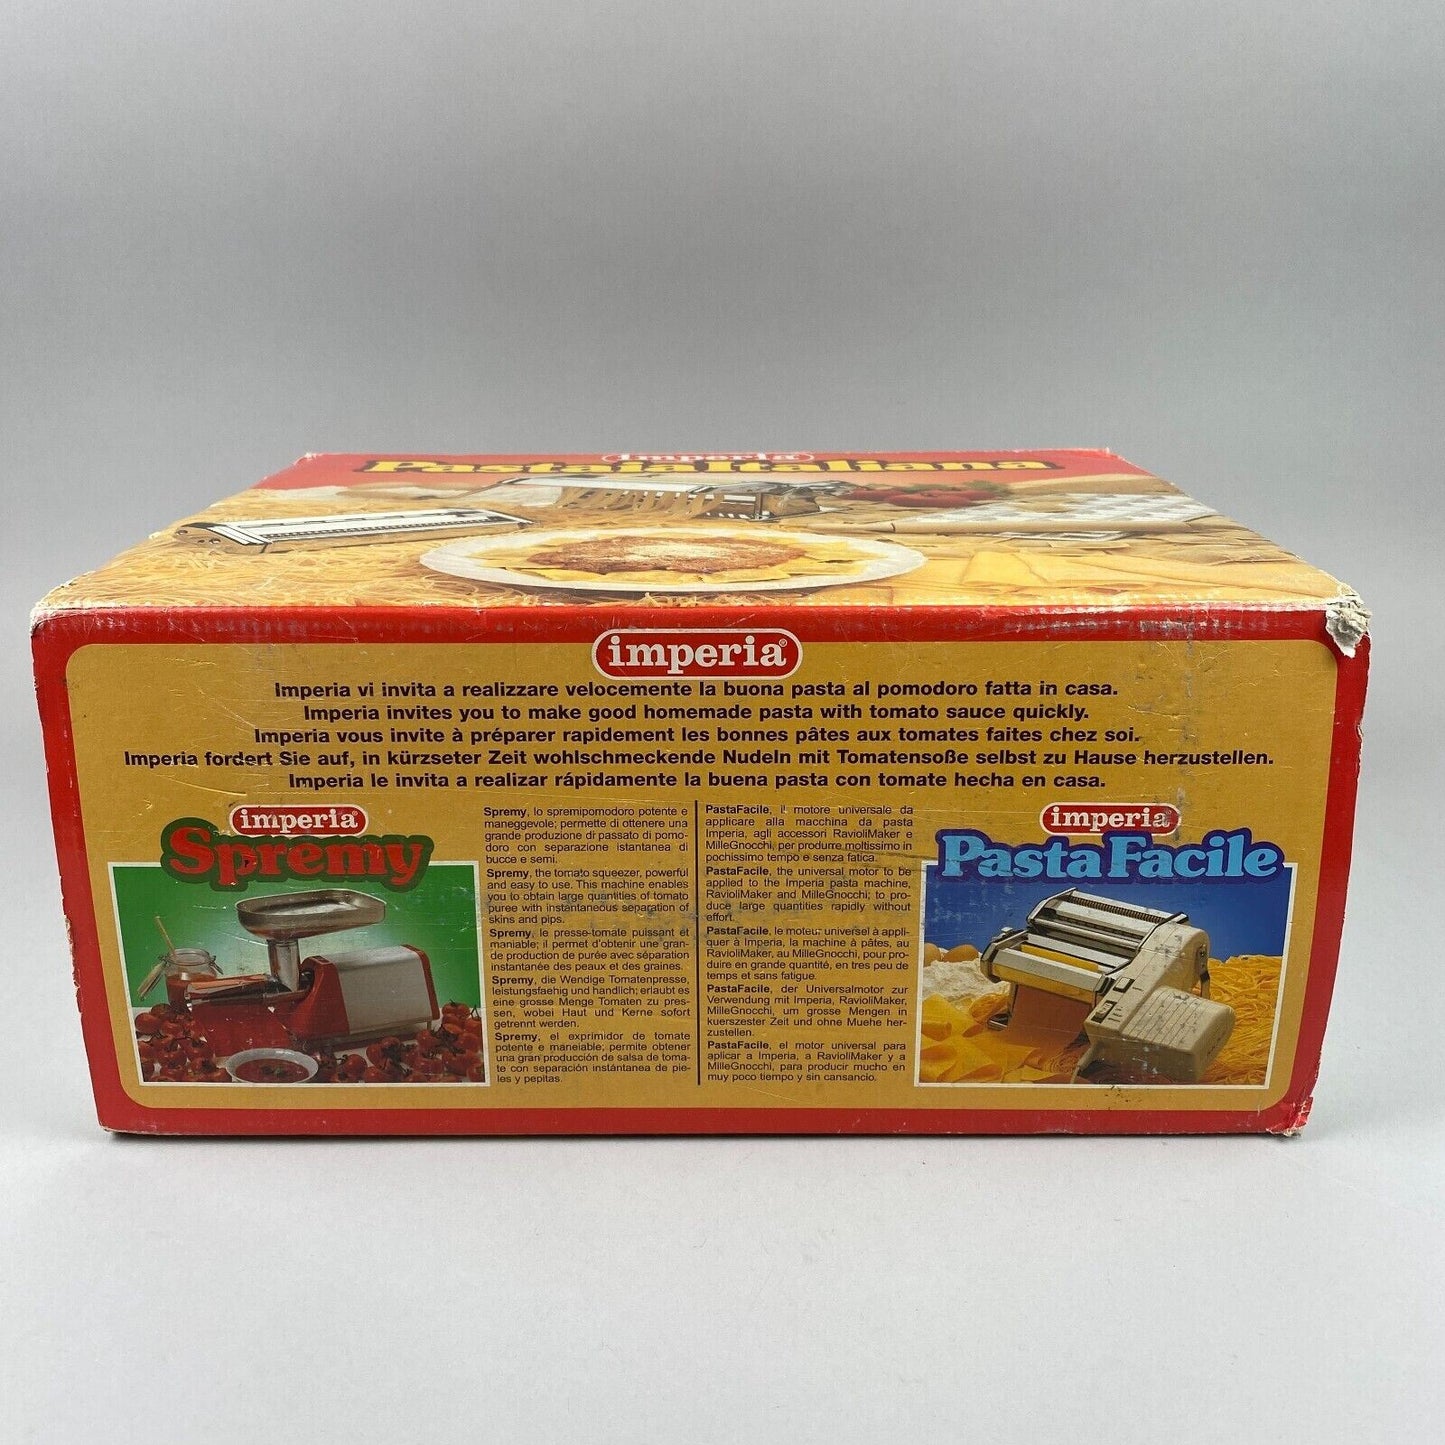 imperia
PastaiaItaliana
imperia®
Imperia vi invita a realizzare velocemente la buona pasta al pomodoro fatta in casa.
Imperia invites you to make good homemade pasta with tomato sauce quickly.
Imperia vous invite à préparer rapidement les bonnes pâtes aux tomates faites chez soi.
Imperia fordert Sie auf, in kürzseter Zeit wohlschmeckende Nudeln mit Tomatensoße selbst zu Hause herzustellen.
Imperia le invita a realizar rápidamente la buena pasta con tomate hecha en casa.
imperia®
Spremy
Spremy, lo spremipomodoro potente e
maneggevole; permette di ottenere una
grande produzione di passato di pomo-
doro con separazione istantanea di
bucce e semi.
Spremy, the tomato squeezer, powerful
and easy to use. This machine enables
you to obtain large quantities of tomato
puree with instantaneous separation of
skins and pips.
Spremy, le presse-tomate puissant et
maniable; il permet d'obtenir une gran-
de production de purée avec séparation
instantanée des peaux et des graines.
Spremy, die Wendige Tomatenpresse,
leistungsfaehig und handlich; erlaubt es
eine grosse Menge Tomaten zu pres-
sen, wobei Haut und Kerne sofort
getrennt werden.
Spremy, el exprimidor de tomate
potente e maneiable; permite obtener
una gran producción de salsa de toma-
te con separación instántanea de pie-
les y pepitas.
PastaFacile, il motore universale da
applicare alla macchina da pasta
Imperia, agli accessori RavioliMaker e
MilleGnocchi, per produrre moltissimo in
pochissimo tempo e senza fatica.
PastaFacile, the universal motor to be
applied to the Imperia pasta machine,
RavioliMaker and MilleGnocchi; to pro-
duce large quantities rapidly without
effort.
PastaFacile, le moteur universel à appli-
quer à Imperia, la machine à pâtes, au
RavioliMaker, au MilleGnocchi, pour pro-
duire en grande quantité, en tres peu de
temps et sans fatigue.
PastaFacile, der Universalmotor zur
Verwendung mit Imperia, RavioliMaker,
MilleGnocchi, um grosse Mengen in
kuerszester Zeit und ohne Muehe her-
zustellen.
PastaFacile, el motor universal para
aplicar a Imperia, a RavioliMaker y a
MilleGnocchi, para producir mucho en
muy poco tiempo y sin cansancio.
imperia®
PastaFacile